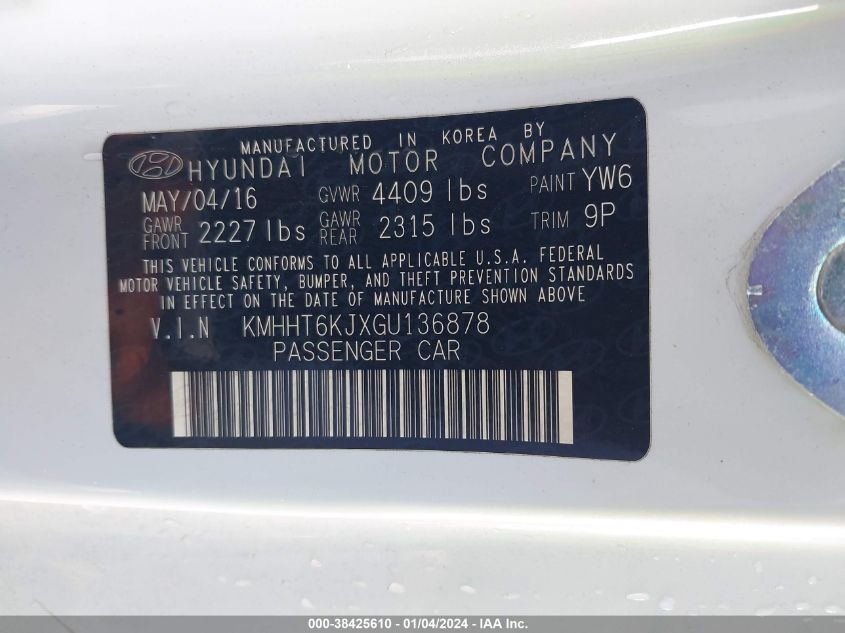 MANUFACTURED IN KOREA BY
HYUNDAI MOTOR COMPANY
MAY/04/16 GVWR 4409 lbs PAINT YW6
GAWR FRONT 2227 lbs GAWR REAR 2315 lbs TRIM 9P
THIS VEHICLE CONFORMS TO ALL APPLICABLE U.S.A. FEDERAL
MOTOR VEHICLE SAFETY, BUMPER, AND THEFT PREVENTION STANDARDS
IN EFFECT ON THE DATE OF MANUFACTURE SHOWN ABOVE
V.I.N KMHHT6KJXGU136878
PASSENGER CAR
000-38425610 - 01/04/2024 - IAA Inc.